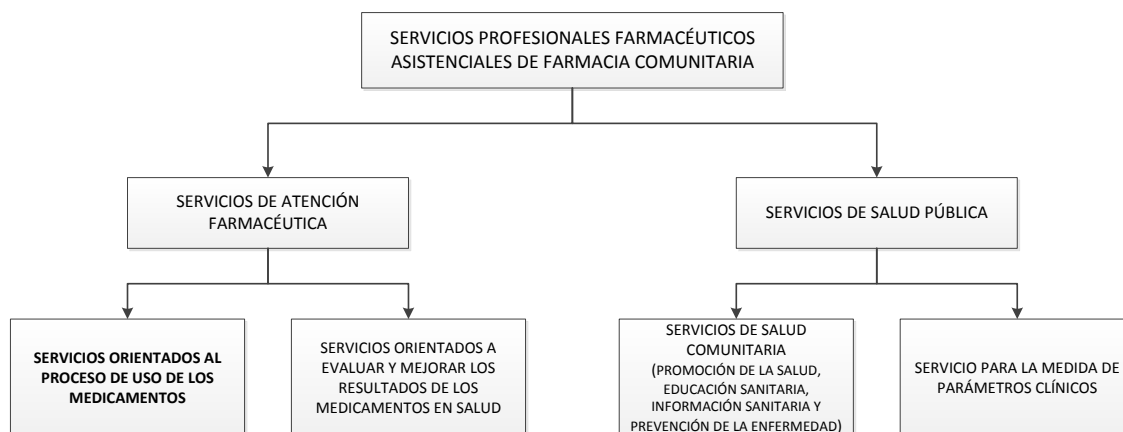 SERVICIOS PROFESIONALES FARMACÉUTICOS
ASISTENCIALES DE FARMACIA COMUNITARIA
SERVICIOS DE ATENCIÓN
FARMACÉUTICA
SERVICIOS DE SALUD PÚBLICA
SERVICIOS ORIENTADOS AL
PROCESO DE USO DE LOS
MEDICAMENTOS
SERVICIOS ORIENTADOS A
EVALUAR Y MEJORAR LOS
RESULTADOS DE LOS
MEDICAMENTOS EN SALUD
SERVICIOS DE SALUD
COMUNITARIA
(PROMOCIÓN DE LA SALUD,
EDUCACIÓN SANITARIA,
INFORMACIÓN SANITARIA Y
PREVENCIÓN DE LA ENFERMEDAD)
SERVICIO PARA LA MEDIDA DE
PARÁMETROS CLÍNICOS